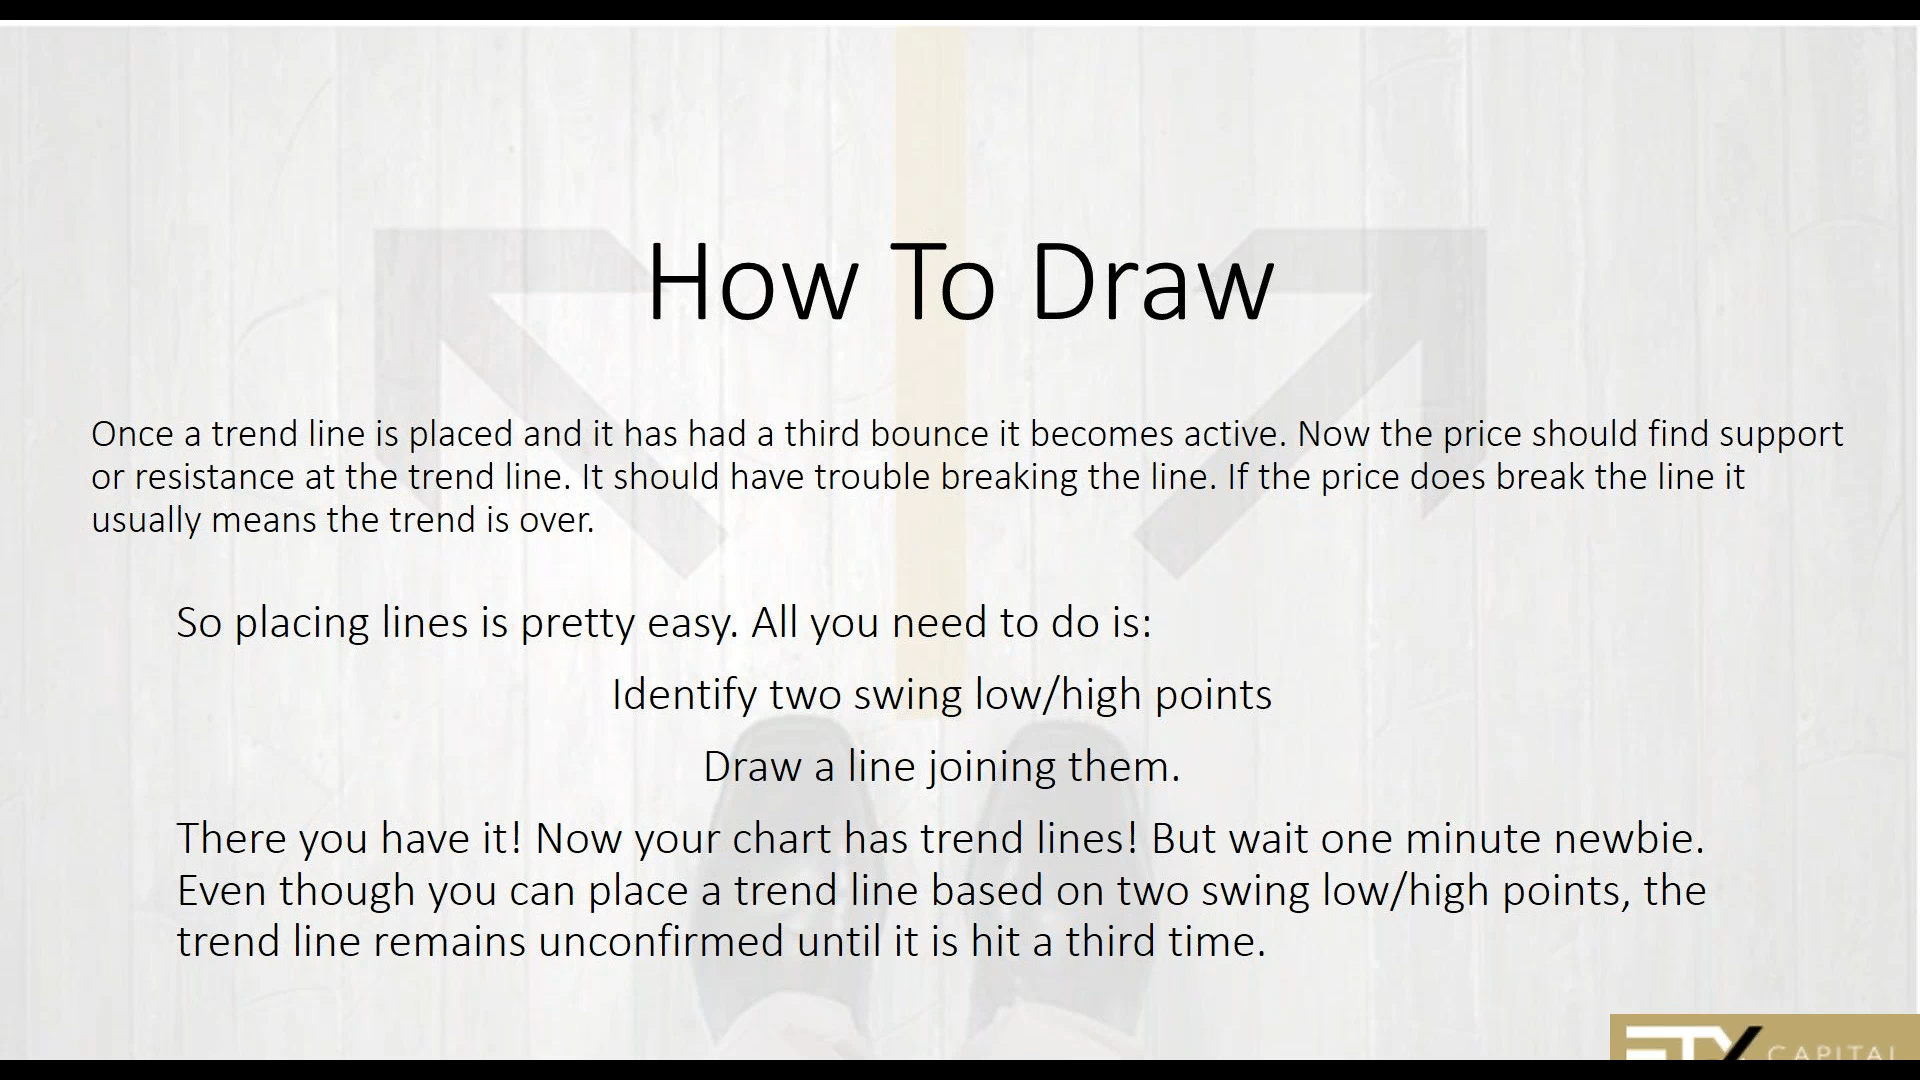 How To Draw
Once a trend line is placed and it has had a third bounce it becomes active. Now the price should find support
or resistance at the trend line. It should have trouble breaking the line. If the price does break the line it
usually means the trend is over.
So placing lines is pretty easy. All you need to do is:
Identify two swing low/high points
Draw a line joining them.
There you have it! Now your chart has trend lines! But wait one minute newbie.
Even though you can place a trend line based on two swing low/high points, the
trend line remains unconfirmed until it is hit a third time.
ETX CAPITAL